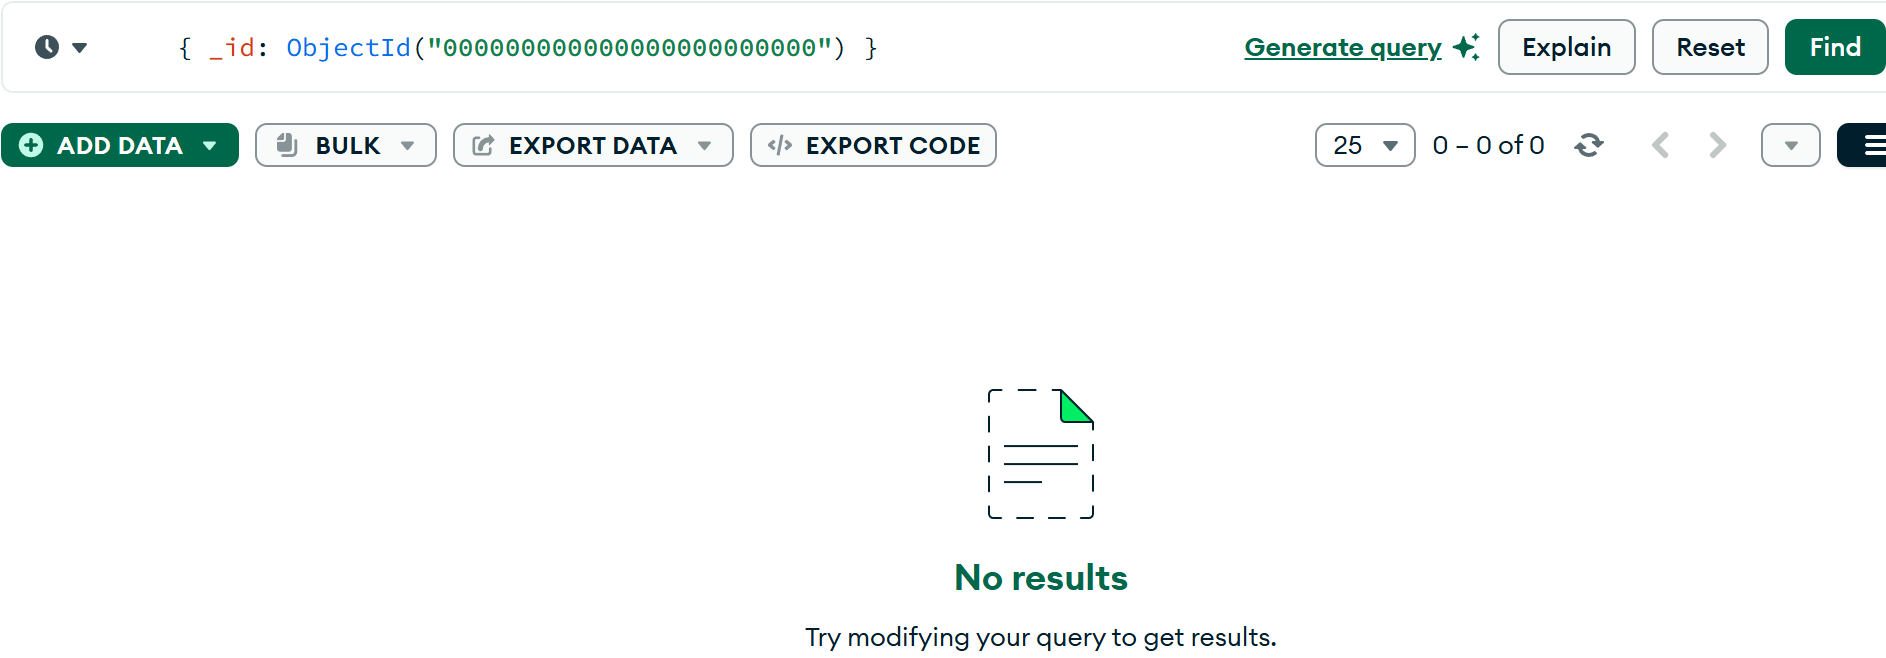 { _id: ObjectId("000000000000000000000000") }
Generate query
Explain
Reset
Find
ADD DATA
BULK
EXPORT DATA
</> EXPORT CODE
25
0 – 0 of 0
No results
Try modifying your query to get results.